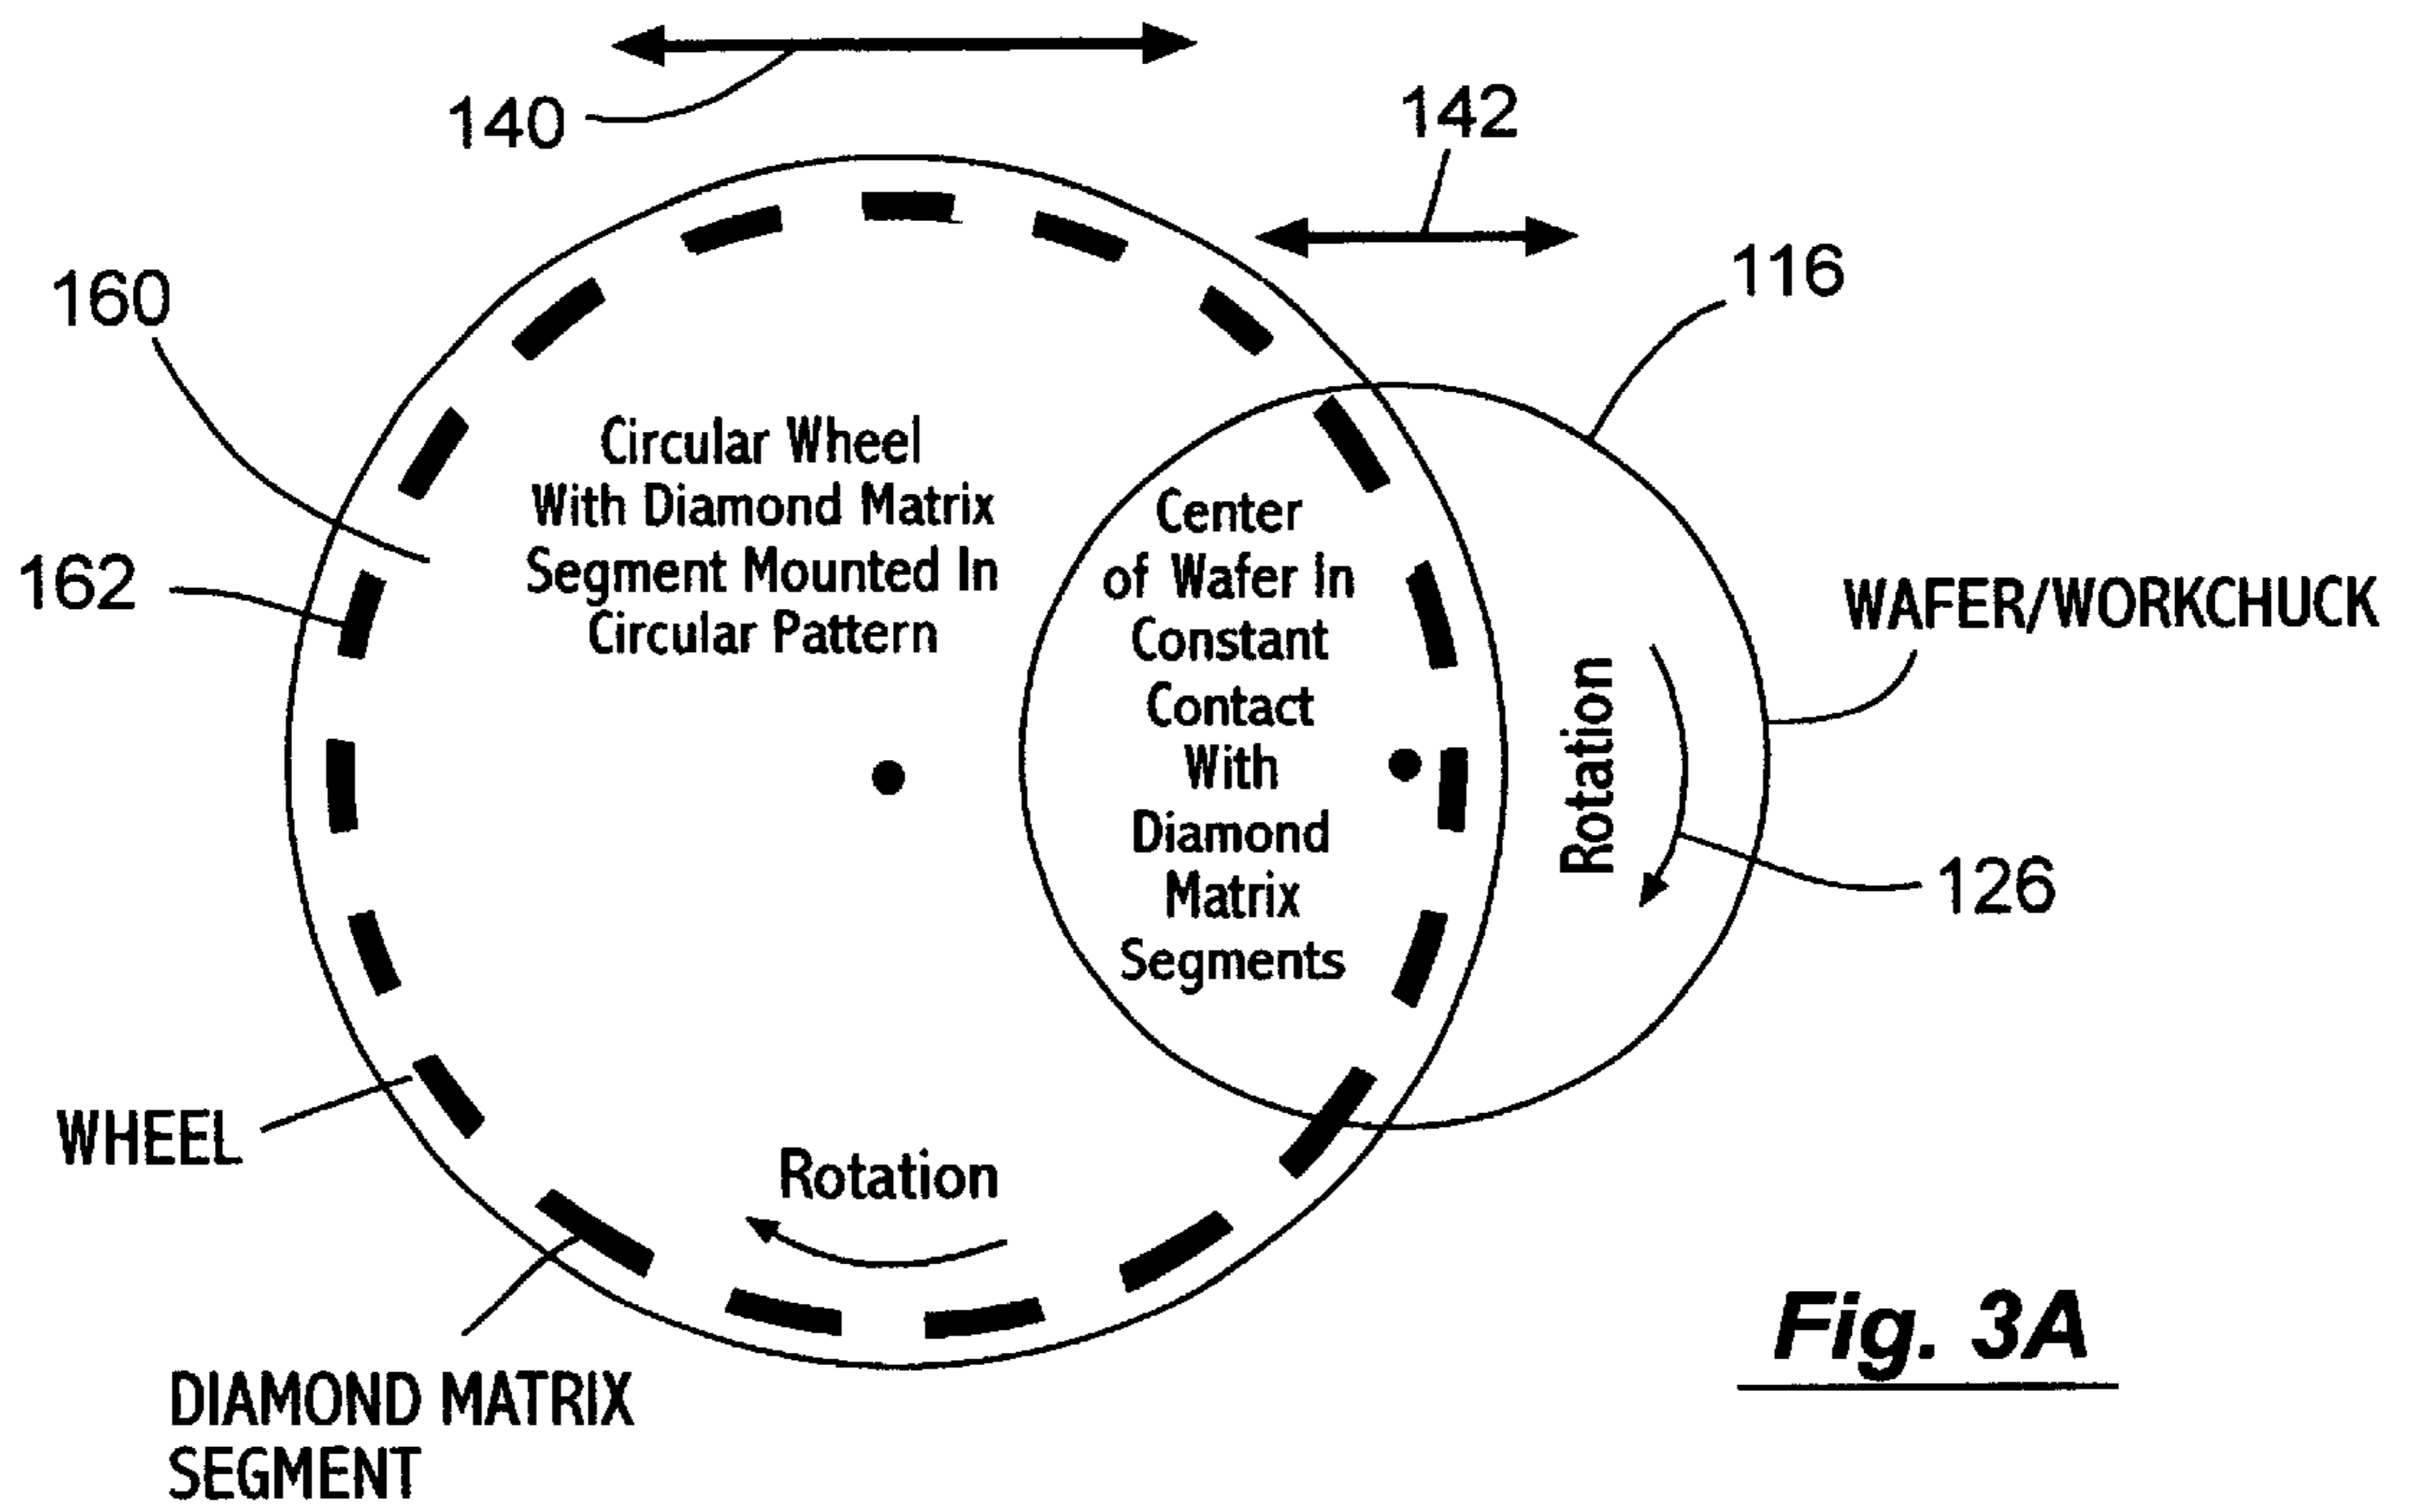 140
142
116
160
Circular Wheel
With Diamond Matrix
Segment Mounted In
Circular Pattern
Center
of Wafer In
Constant
Contact
With
Diamond
Matrix
Segments
162
WAFER/WORKCHUCK
Rotation
126
WHEEL
Rotation
DIAMOND MATRIX
SEGMENT
Fig. 3A